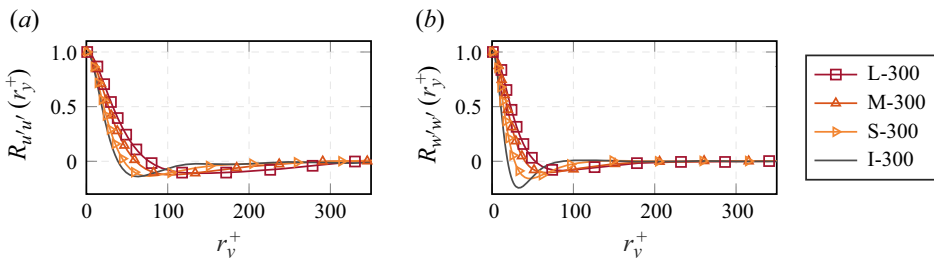 (a)
(b)
1.0
0.5
0
R_{u'u'} (r_y^+)
0
100
200
300
r_y^+
1.0
0.5
0
R_{w'w'} (r_y^+)
0
100
200
300
r_y^+
L-300
M-300
S-300
I-300